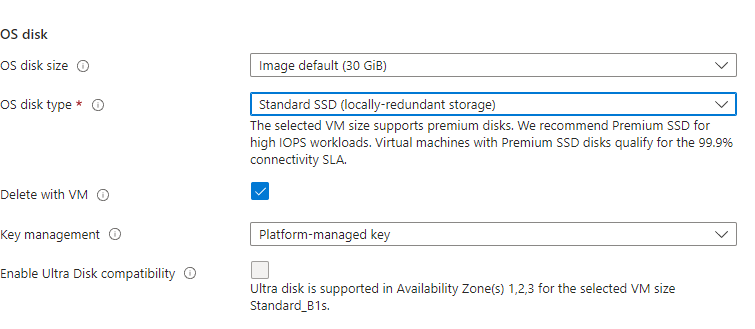 OS disk
OS disk size
Image default (30 GiB)
OS disk type *
Standard SSD (locally-redundant storage)
The selected VM size supports premium disks. We recommend Premium SSD for
high IOPS workloads. Virtual machines with Premium SSD disks qualify for the 99.9%
connectivity SLA.
Delete with VM
Key management
Platform-managed key
Enable Ultra Disk compatibility
Ultra disk is supported in Availability Zone(s) 1,2,3 for the selected VM size
Standard_B1s.